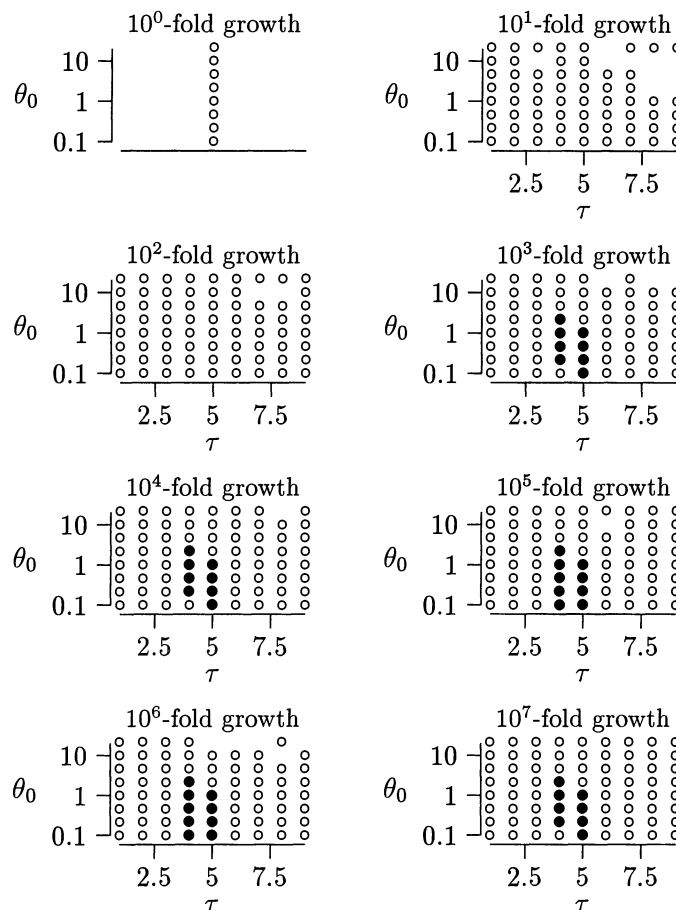 10⁰-fold growth
10¹-fold growth
θ₀
10
1
0.1
θ₀
10
1
0.1
2.5
5
7.5
τ
10²-fold growth
10³-fold growth
θ₀
10
1
0.1
2.5
5
7.5
τ
θ₀
10
1
0.1
2.5
5
7.5
τ
10⁴-fold growth
10⁵-fold growth
θ₀
10
1
0.1
2.5
5
7.5
τ
θ₀
10
1
0.1
2.5
5
7.5
τ
10⁶-fold growth
10⁷-fold growth
θ₀
10
1
0.1
2.5
5
7.5
τ
θ₀
10
1
0.1
2.5
5
7.5
τ